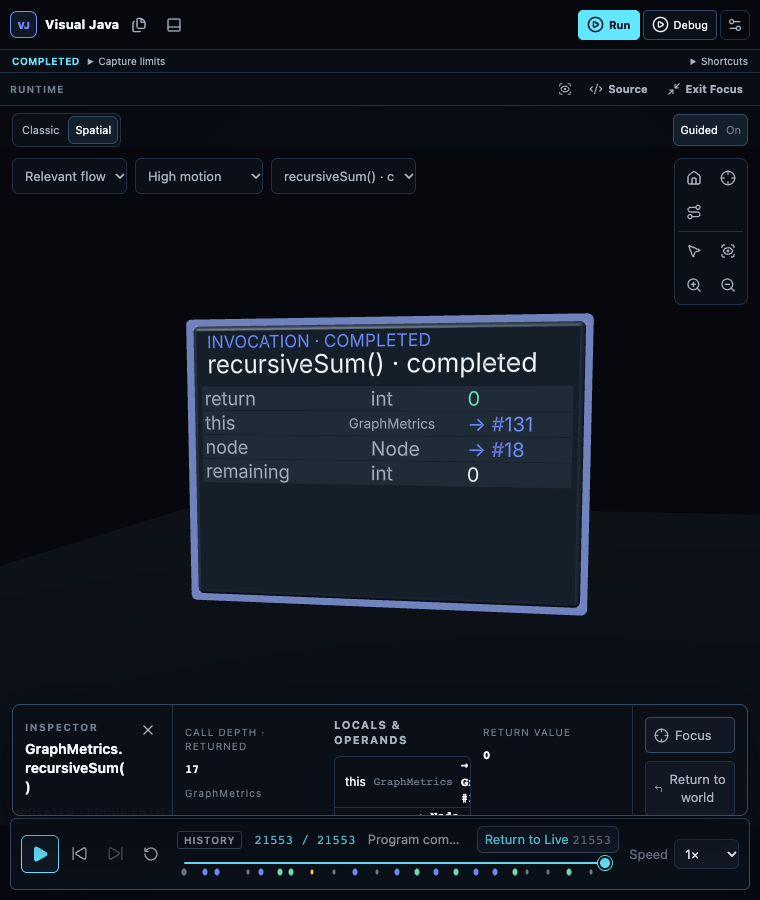 VJ Visual Java Run Debug
COMPLETED Capture limits Shortcuts
RUNTIME Source Exit Focus
Classic Spatial Guided On
Relevant flow High motion recursiveSum() · c
INVOCATION · COMPLETED
recursiveSum() · completed
return int 0
this GraphMetrics → #131
node Node → #18
remaining int 0
INSPECTOR
GraphMetrics.
recursiveSum(
)
CALL DEPTH ·
RETURNED
17
GraphMetrics
LOCALS &
OPERANDS
this GraphMetrics →
RETURN VALUE
0
Focus
Return to
world
HISTORY 21553 / 21553 Program com... Return to Live 21553 Speed 1×